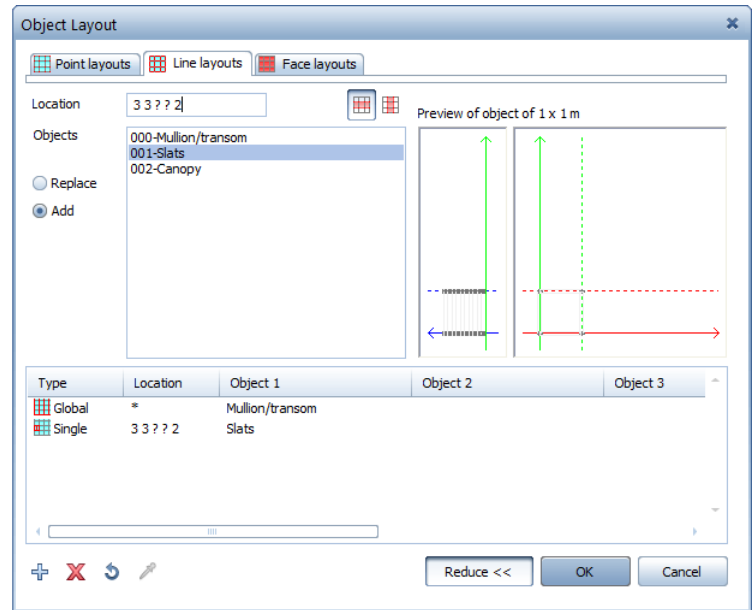 Object Layout
Point layouts Line layouts Face layouts
Location 3 3 ? ? 2 Preview of object of 1 x 1 m
Objects
000-Mullion/transom
001-Slats
002-Canopy
Replace
Add
Type Location Object 1 Object 2 Object 3
Global * Mullion/transom
Single 3 3 ? ? 2 Slats
Reduce << OK Cancel